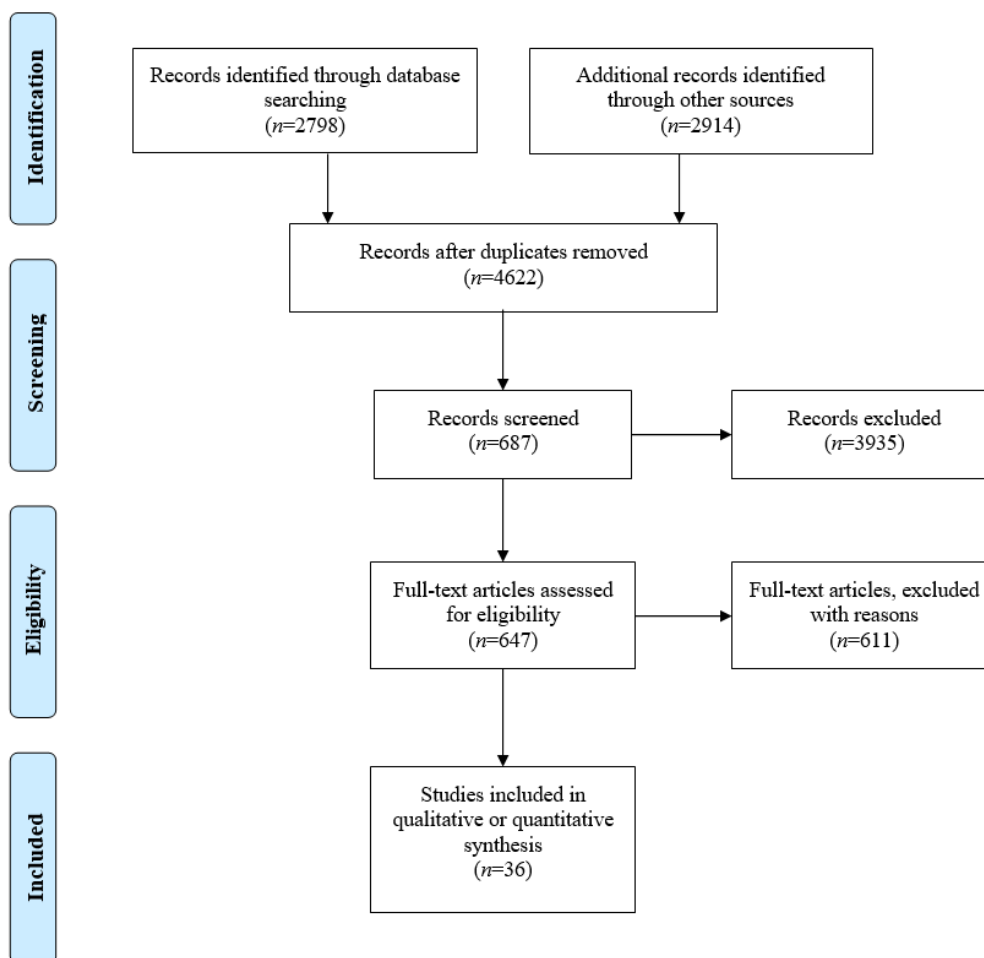 Identification
Records identified through database
searching
(n=2798)
Additional records identified
through other sources
(n=2914)
Records after duplicates removed
(n=4622)
Screening
Records screened
(n=687)
Records excluded
(n=3935)
Eligibility
Full-text articles assessed
for eligibility
(n=647)
Full-text articles, excluded
with reasons
(n=611)
Included
Studies included in
qualitative or quantitative
synthesis
(n=36)